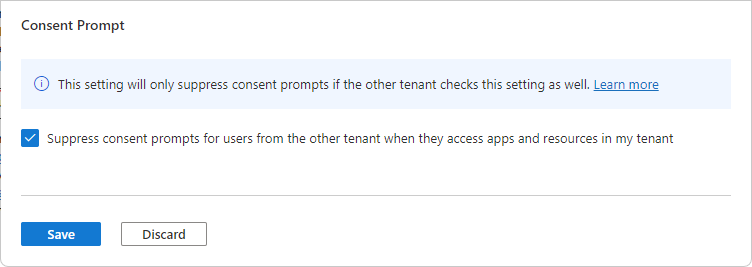 Consent Prompt
This setting will only suppress consent prompts if the other tenant checks this setting as well. Learn more
Suppress consent prompts for users from the other tenant when they access apps and resources in my tenant
Save
Discard